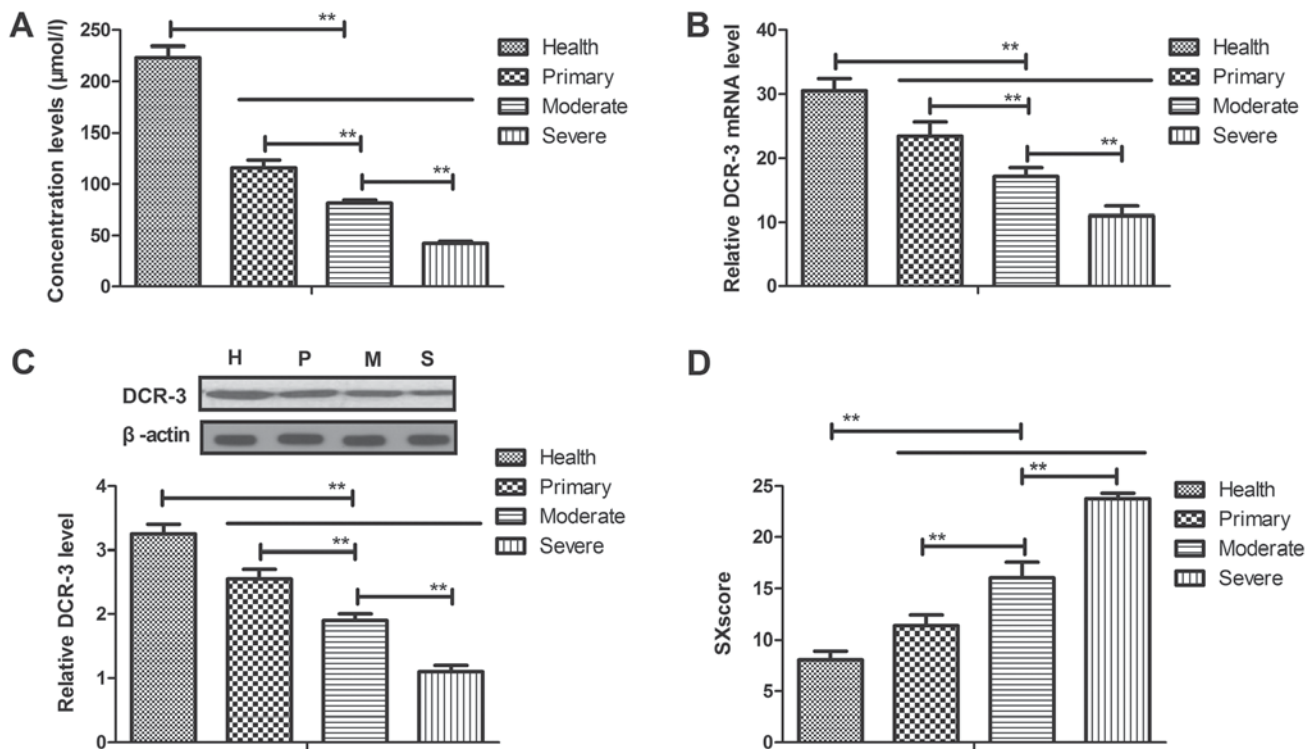 A
Concentration levels (μmol/l)
250
200
150
100
50
0
**
**
**
Health
Primary
Moderate
Severe
B
Relative DCR-3 mRNA level
40
30
20
10
0
**
**
**
Health
Primary
Moderate
Severe
C
H P M S
DCR-3
β -actin
Relative DCR-3 level
4
3
2
1
0
**
**
**
Health
Primary
Moderate
Severe
D
SXscore
25
20
15
10
5
0
**
**
**
Health
Primary
Moderate
Severe